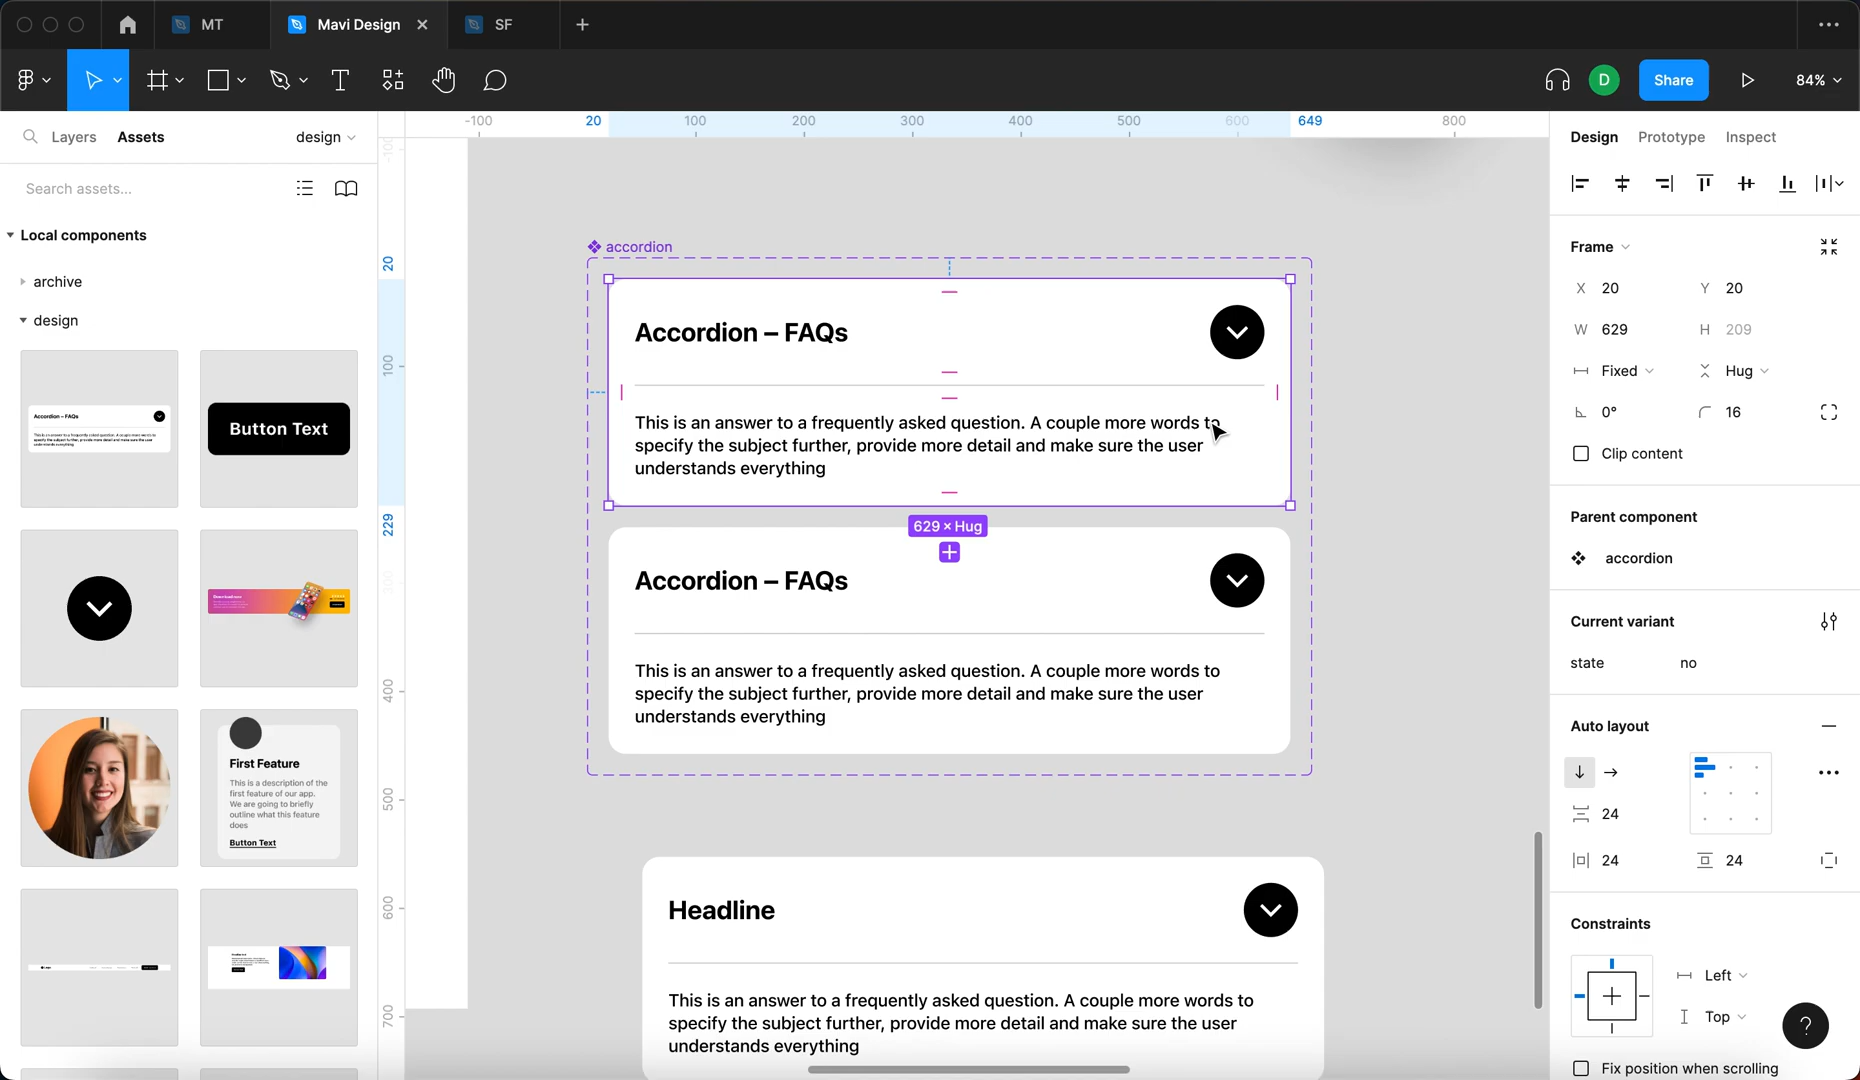 MT
Mavi Design
SF
D
Share
84%
Layers
Assets
design
Search assets...
Local components
archive
design
Accordion – FAQs
Button Text
First Feature
This is a description of the
first feature of our app.
We are going to briefly
outline what this feature
does
Button Text
-100
20
100
200
300
400
500
600
649
800
-100
20
100
229
300
400
500
600
700
accordion
Accordion – FAQs
This is an answer to a frequently asked question. A couple more words to
specify the subject further, provide more detail and make sure the user
understands everything
629 × Hug
Accordion – FAQs
This is an answer to a frequently asked question. A couple more words to
specify the subject further, provide more detail and make sure the user
understands everything
Headline
This is an answer to a frequently asked question. A couple more words to
specify the subject further, provide more detail and make sure the user
understands everything
Design
Prototype
Inspect
Frame
X 20
Y 20
W 629
H 209
Fixed
Hug
0°
16
Clip content
Parent component
accordion
Current variant
state no
Auto layout
24
24
24
Constraints
Left
Top
?
Fix position when scrolling